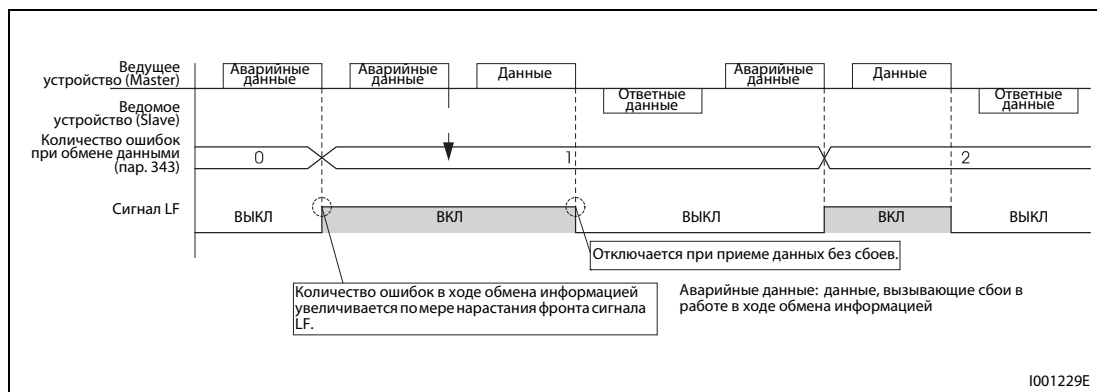 Ведущее
устройство (Master)
Аварийные
данные
Аварийные
данные
Данные
Аварийные
данные
Данные
Ведомое
устройство (Slave)
Ответные
данные
Ответные
данные
Количество ошибок
при обмене данными
(пар. 343)
0
1
2
Сигнал LF
ВЫКЛ
ВКЛ
ВЫКЛ
ВКЛ
ВЫКЛ
Отключается при приеме данных без сбоев.
Количество ошибок в ходе обмена информацией
увеличивается по мере нарастания фронта сигнала
LF.
Аварийные данные: данные, вызывающие сбои в
работе в ходе обмена информацией
I001229E